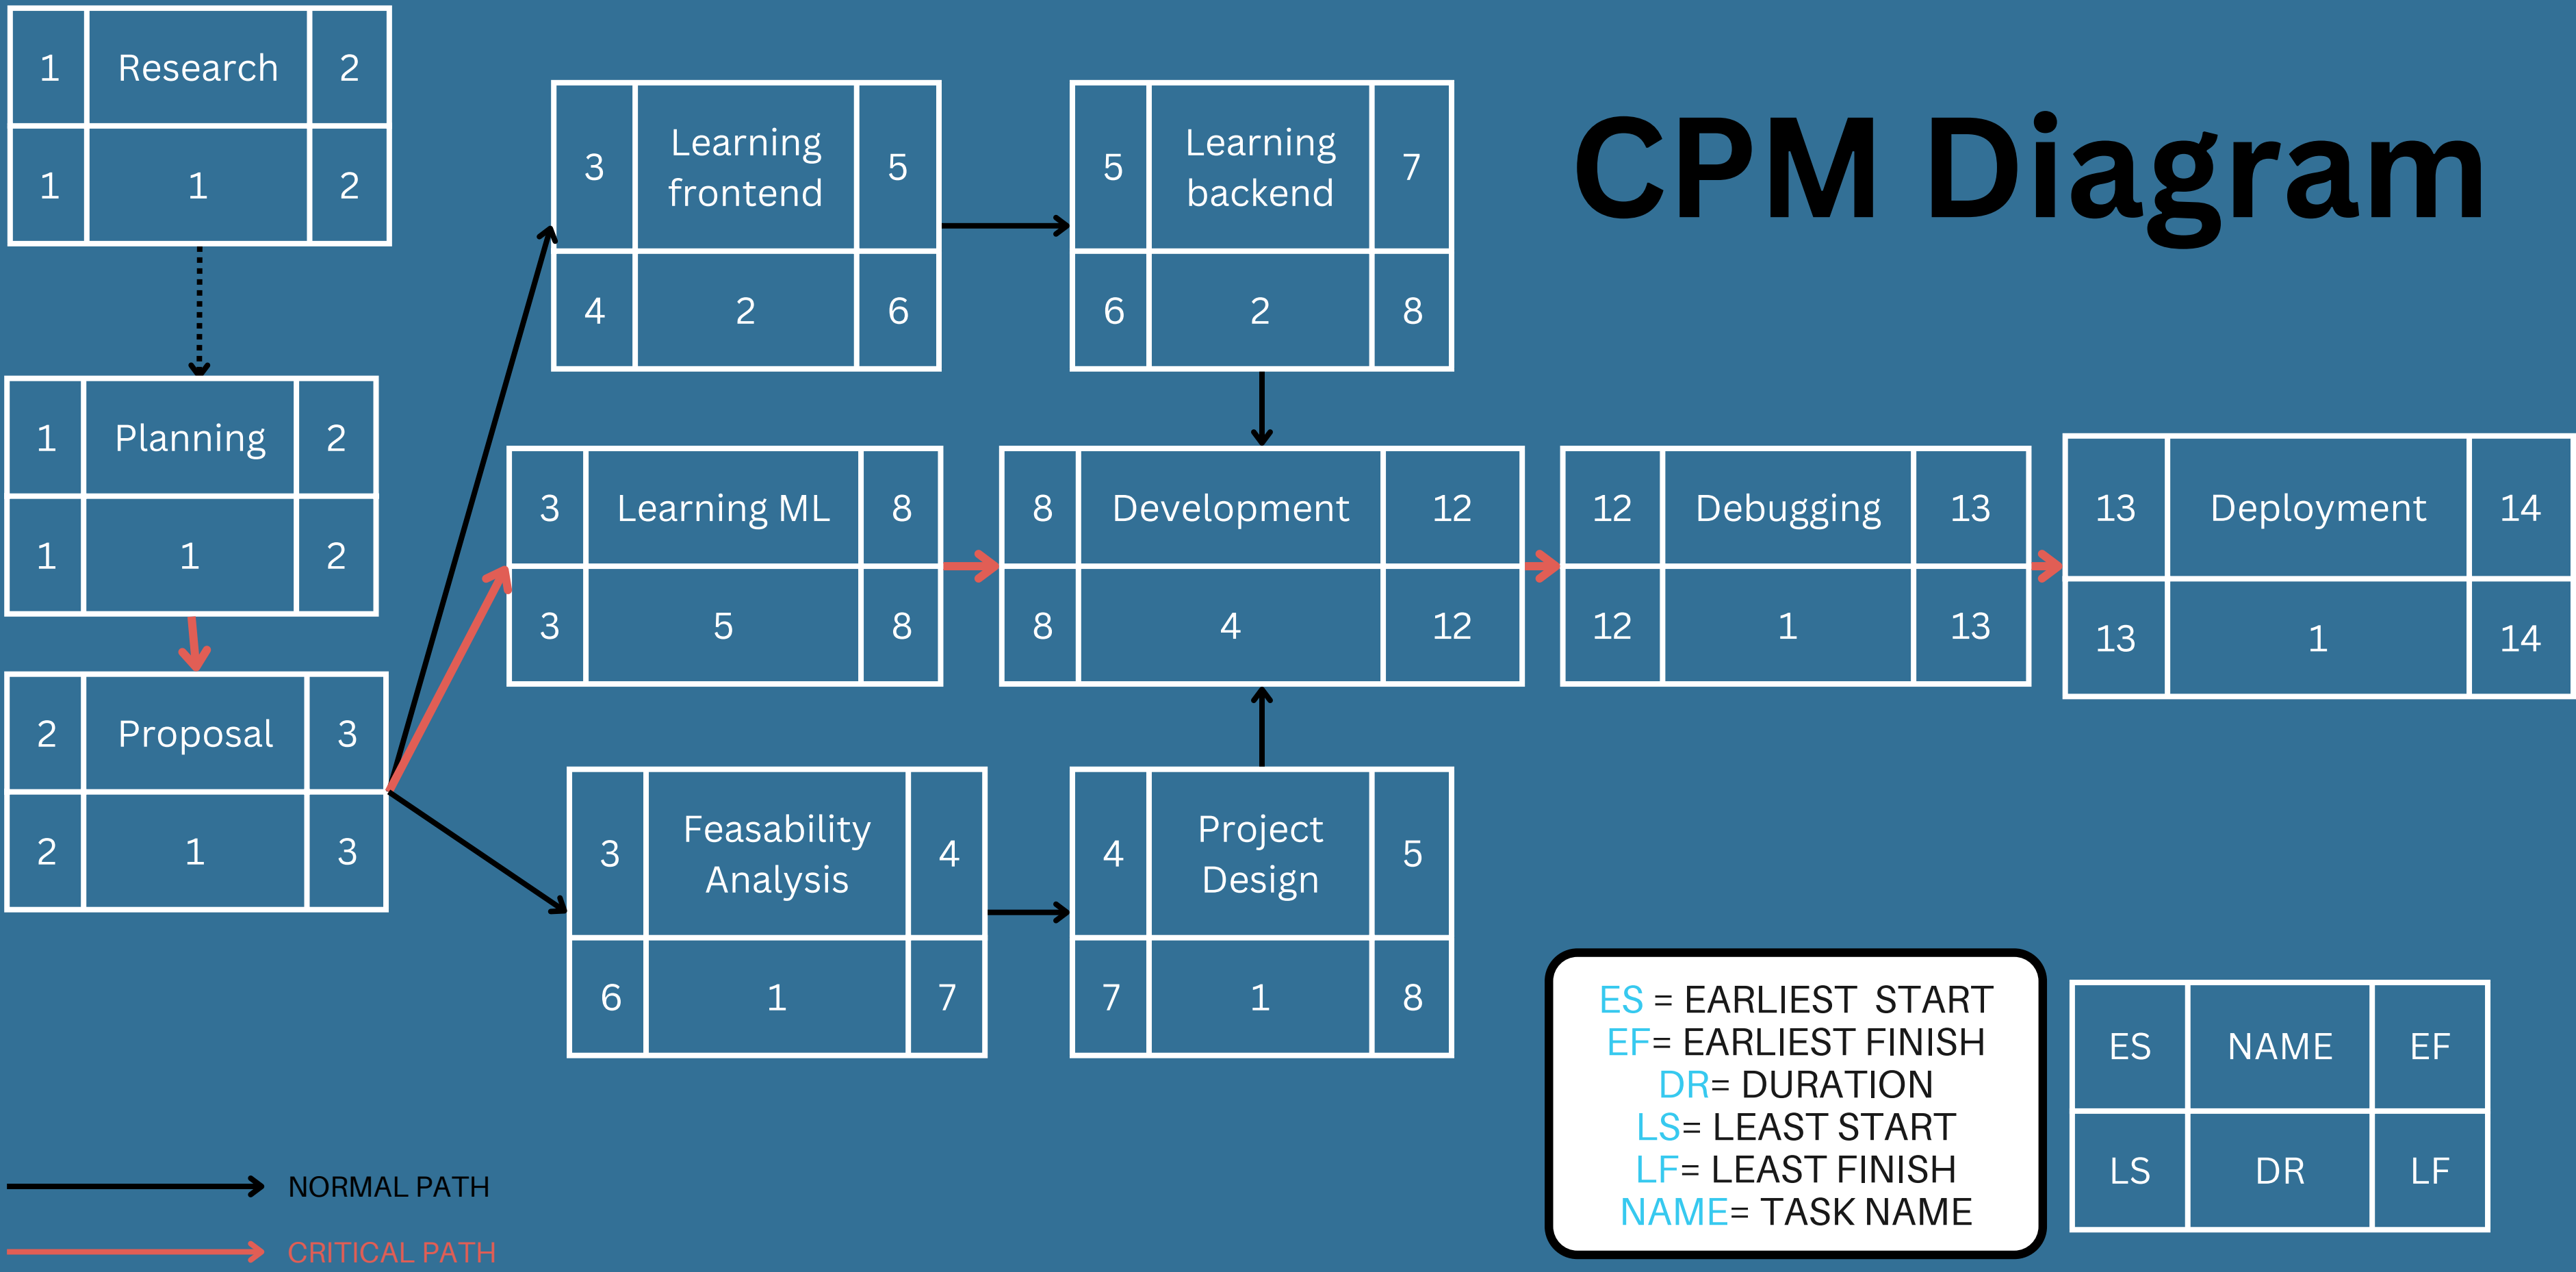 CPM Diagram
1 Research 2
1 1 2
1 Planning 2
1 1 2
2 Proposal 3
2 1 3
3 Learning
frontend 5
4 2 6
5 Learning
backend 7
6 2 8
3 Learning ML 8
3 5 8
8 Development 12
8 4 12
12 Debugging 13
12 1 13
13 Deployment 14
13 1 14
3 Feasability
Analysis 4
6 1 7
4 Project
Design 5
7 1 8
NORMAL PATH
CRITICAL PATH
ES = EARLIEST START
EF= EARLIEST FINISH
DR= DURATION
LS= LEAST START
LF= LEAST FINISH
NAME= TASK NAME
ES NAME EF
LS DR LF